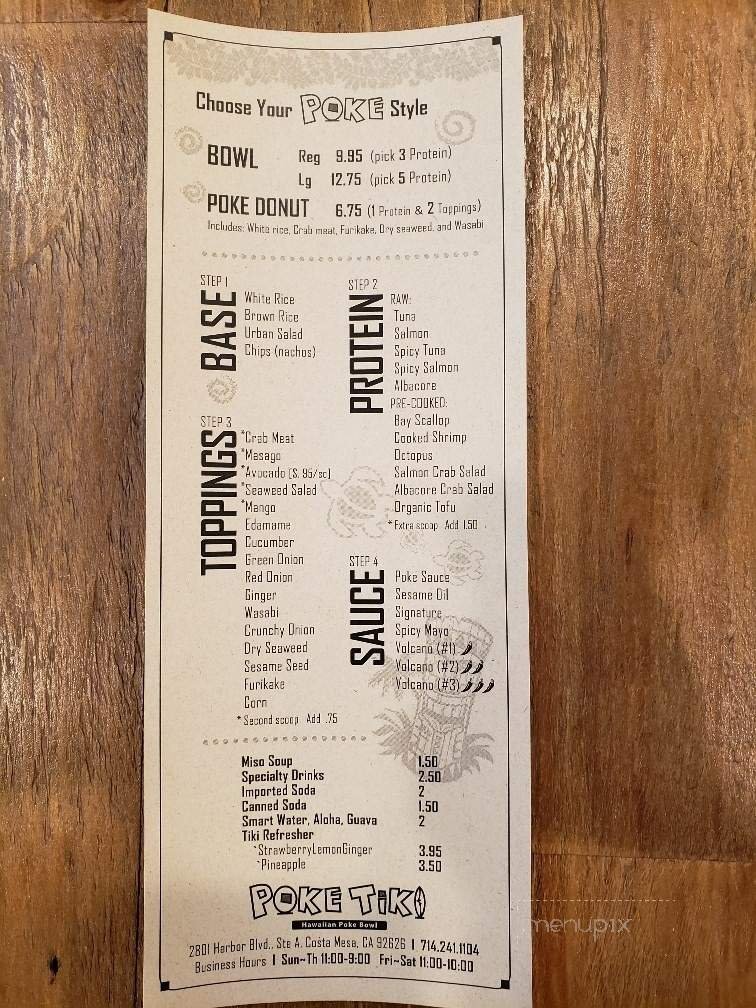 Choose Your POKE Style
BOWL Reg 9.95 (pick 3 Protein)
Lg 12.75 (pick 5 Protein)
POKE DONUT 6.75 (1 Protein & 2 Toppings)
Includes: White rice, Crab meat, Furikake, Dry seaweed, and Wasabi
STEP 1
BASE
White Rice
Brown Rice
Urban Salad
Chips (nachos)
STEP 2
PROTEIN
RAW:
Tuna
Salmon
Spicy Tuna
Spicy Salmon
Albacore
PRE-COOKED:
Bay Scallop
Cooked Shrimp
Octopus
Salmon Crab Salad
Albacore Crab Salad
Organic Tofu
* Extra scoop Add 1.50
STEP 3
TOPPINGS
*Crab Meat
*Masago
*Avocado [S. 95/sc]
*Seaweed Salad
*Mango
Edamame
Cucumber
Green Onion
Red Onion
Ginger
Wasabi
Crunchy Onion
Dry Seaweed
Sesame Seed
Furikake
Corn
* Second scoop Add .75
STEP 4
SAUCE
Poke Sauce
Sesame Oil
Signature
Spicy Mayo
Volcano (#1)
Volcano (#2)
Volcano (#3)
Miso Soup 1.50
Specialty Drinks 2.50
Imported Soda 2
Canned Soda 1.50
Smart Water, Aloha, Guava 2
Tiki Refresher
*StrawberryLemonGinger 3.95
*Pineapple 3.50
POKE TIKI
Hawaiian Poke Bowl
2801 Harbor Blvd., Ste A. Costa Mesa, CA 92626 | 714.241.1104
Business Hours | Sun~Th 11:00-9:00 Fri~Sat 11:00-10:00
menupix